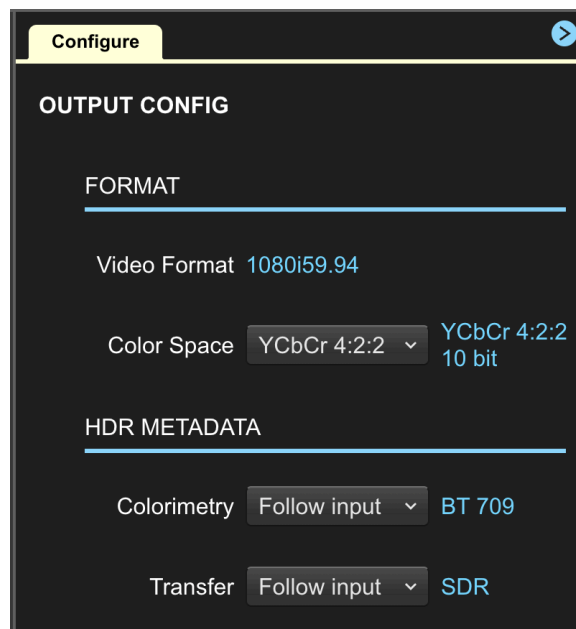 Configure
OUTPUT CONFIG
FORMAT
Video Format 1080i59.94
Color Space YCbCr 4:2:2 YCbCr 4:2:2
10 bit
HDR METADATA
Colorimetry Follow input BT 709
Transfer Follow input SDR